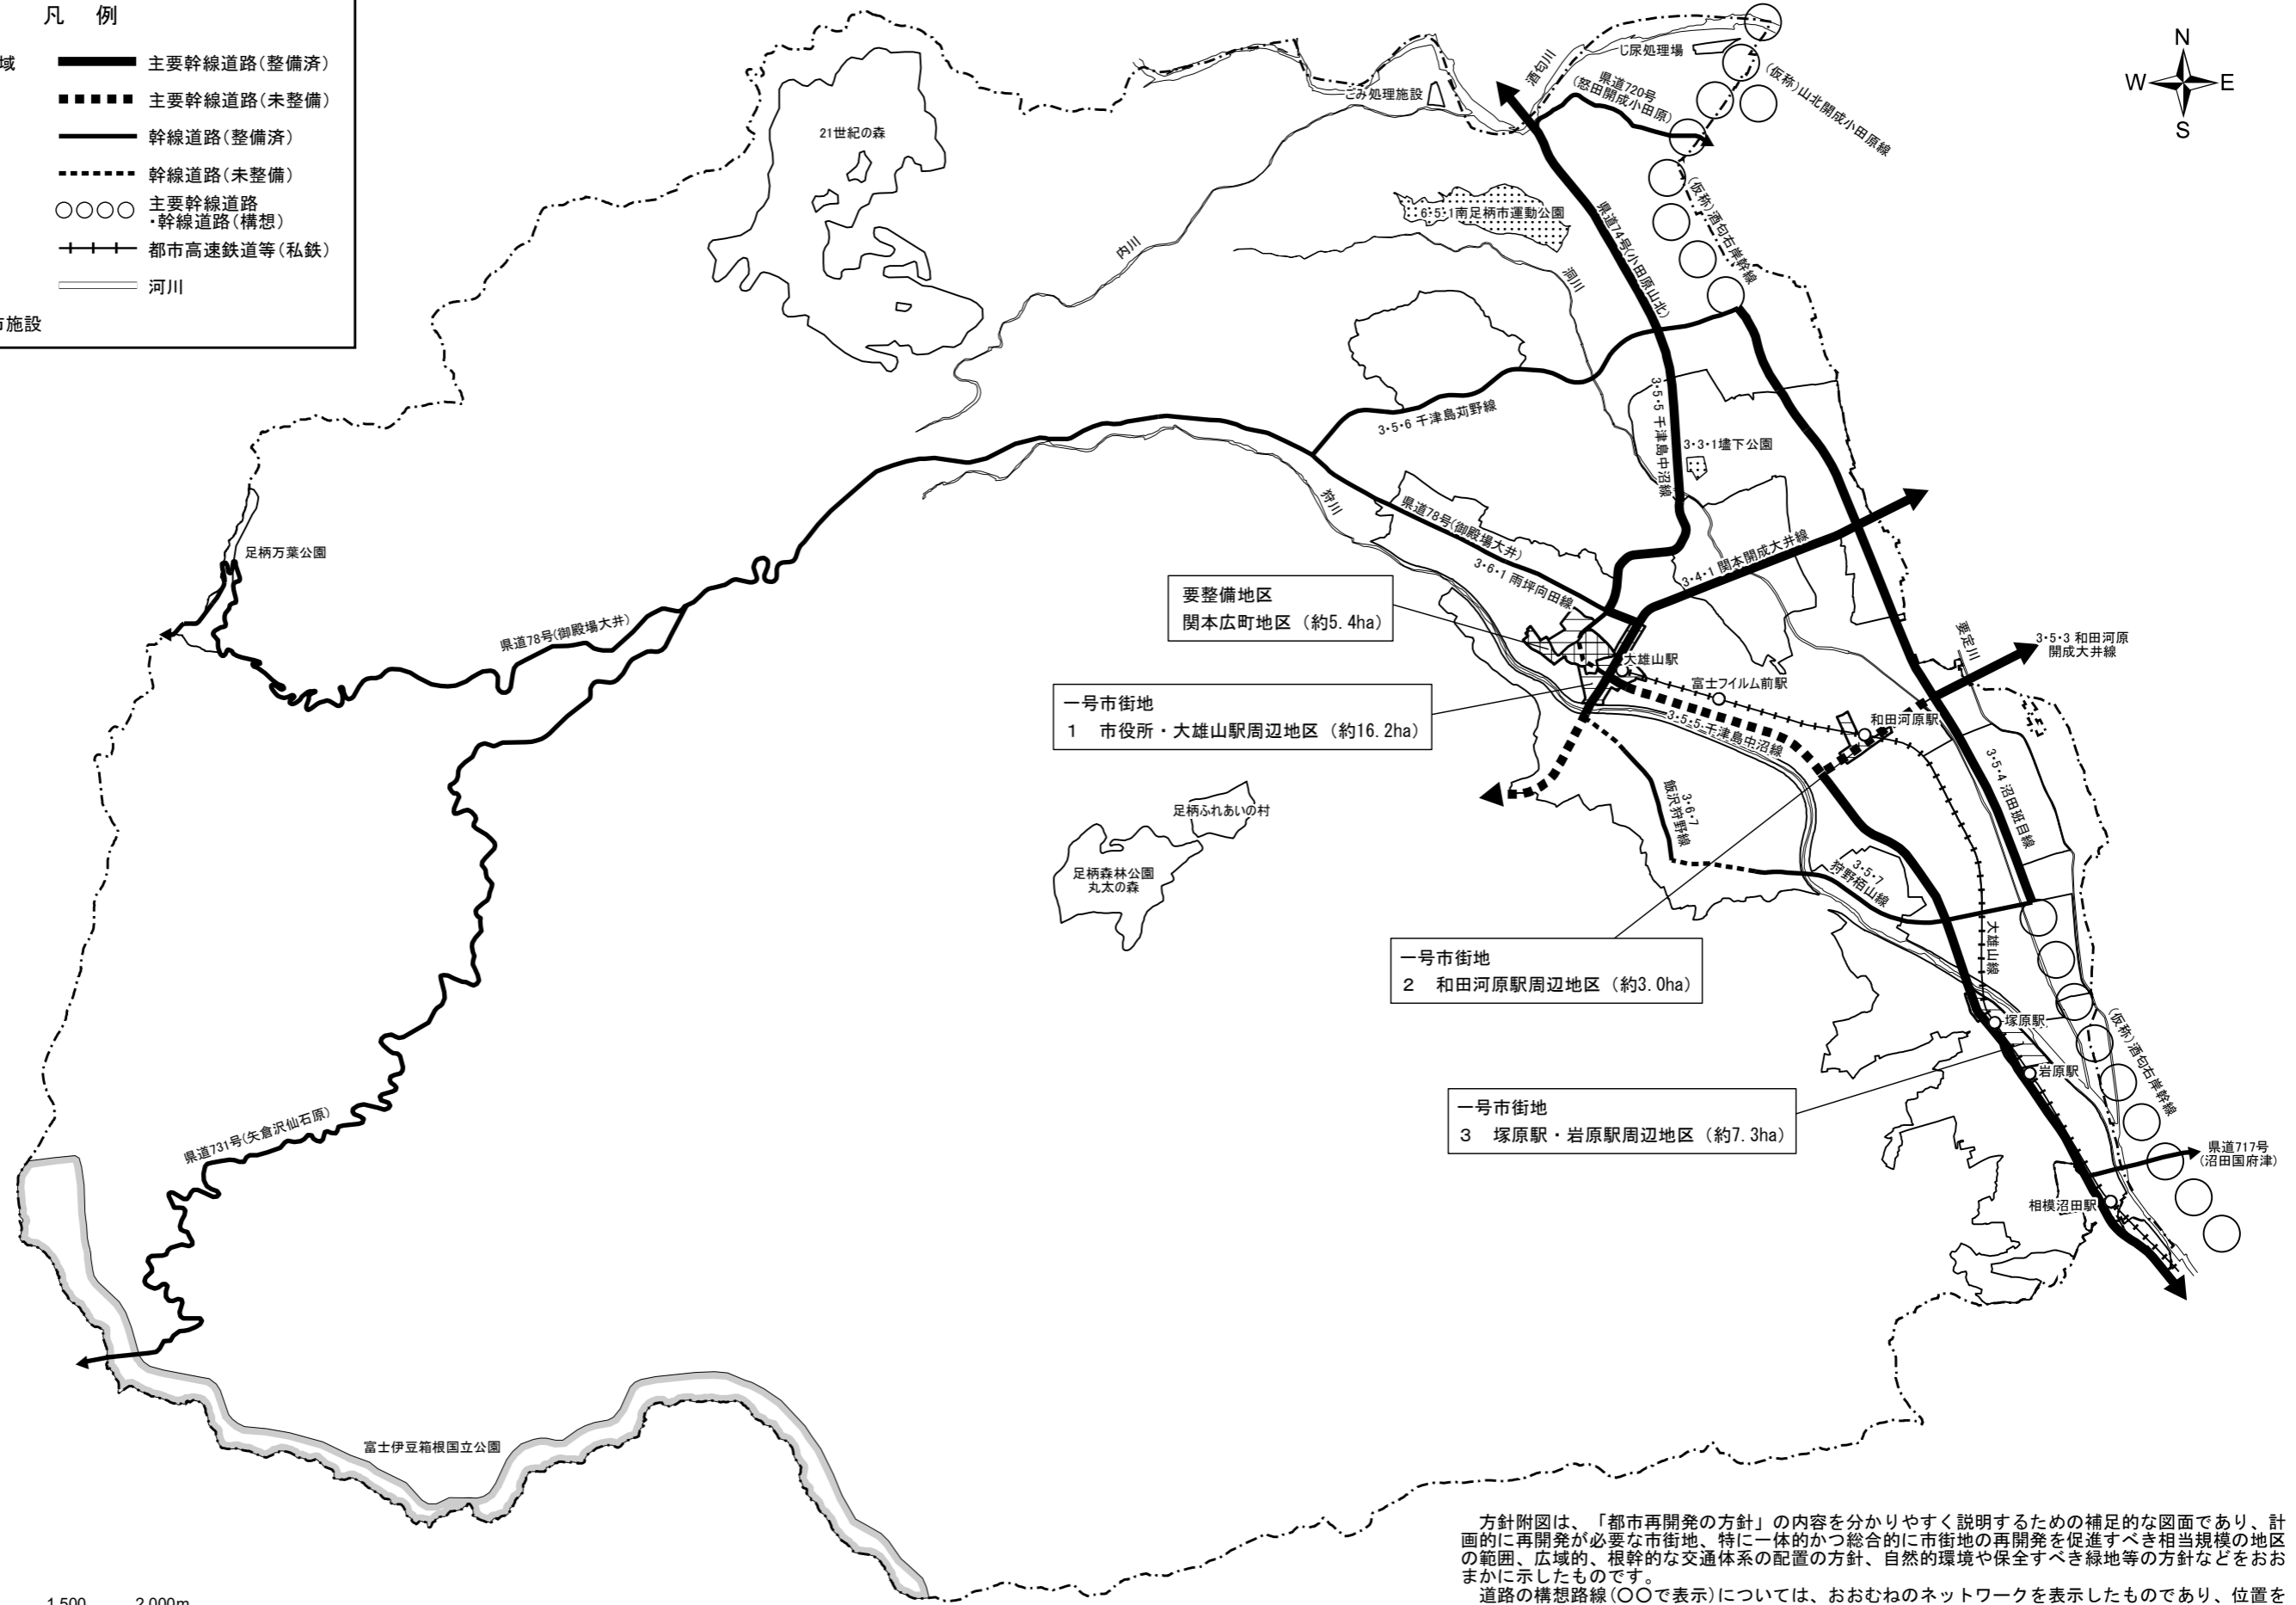 凡 例
域
主要幹線道路(整備済)
主要幹線道路(未整備)
幹線道路(整備済)
幹線道路(未整備)
主要幹線道路
・幹線道路(構想)
都市高速鉄道等(私鉄)
河川
市施設
N
W
E
S
じ尿処理場
酒匂川
県道720号
(怒田開成小田原)
(仮称)山北開成小田原線
ごみ処理施設
21世紀の森
6・5・1南足柄市運動公園
(仮称)酒匂右岸幹線
県道74号(小田原山北)
内川
洞川
3・5・6 千津島苅野線
3・5・5 千津島中沼線
3・3・1壗下公園
狩川
県道78号(御殿場大井)
3・6・1 雨坪向田線
3・4・1 関本開成大井線
足柄万葉公園
県道78号(御殿場大井)
要整備地区
関本広町地区(約5.4ha)
大雄山駅
富士フイルム前駅
要定川
3・5・3 和田河原
開成大井線
一号市街地
1 市役所・大雄山駅周辺地区(約16.2ha)
和田河原駅
3・5・5 千津島中沼線
3・5・4 沼田班目線
3・6・7
飯沢狩野線
足柄ふれあいの村
足柄森林公園
丸太の森
3・5・7
狩野栢山線
大雄山線
一号市街地
2 和田河原駅周辺地区(約3.0ha)
塚原駅
(仮称)酒匂右岸幹線
岩原駅
一号市街地
3 塚原駅・岩原駅周辺地区(約7.3ha)
県道731号(矢倉沢仙石原)
県道717号
(沼田国府津)
相模沼田駅
富士伊豆箱根国立公園
方針附図は、「都市再開発の方針」の内容を分かりやすく説明するための補足的な図面であり、計
画的に再開発が必要な市街地、特に一体的かつ総合的に市街地の再開発を促進すべき相当規模の地区
の範囲、広域的、根幹的な交通体系の配置の方針、自然的環境や保全すべき緑地等の方針などをおお
まかに示したものです。
道路の構想路線(〇〇で表示)については、おおむねのネットワークを表示したものであり、位置を
1,500 2,000m